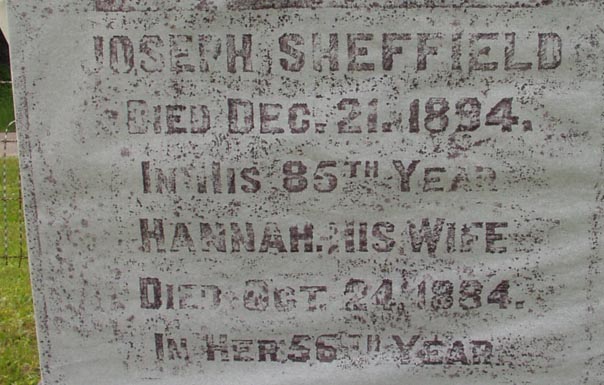 JOSEPH SHEFFIELD
DIED DEC. 21. 1894.
IN HIS 85TH YEAR
HANNAH. HIS WIFE
DIED OCT. 24, 1884.
IN HER 56TH YEAR.